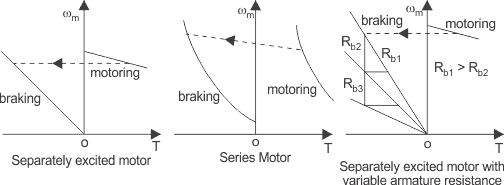 ωm
motoring
braking
o
T
Separately excited motor
ωm
braking
motoring
o
T
Series Motor
ωm
braking
motoring
Rb2
Rb1
Rb3
Rb1 > Rb2
o
T
Separately excited motor with
variable armature resistance